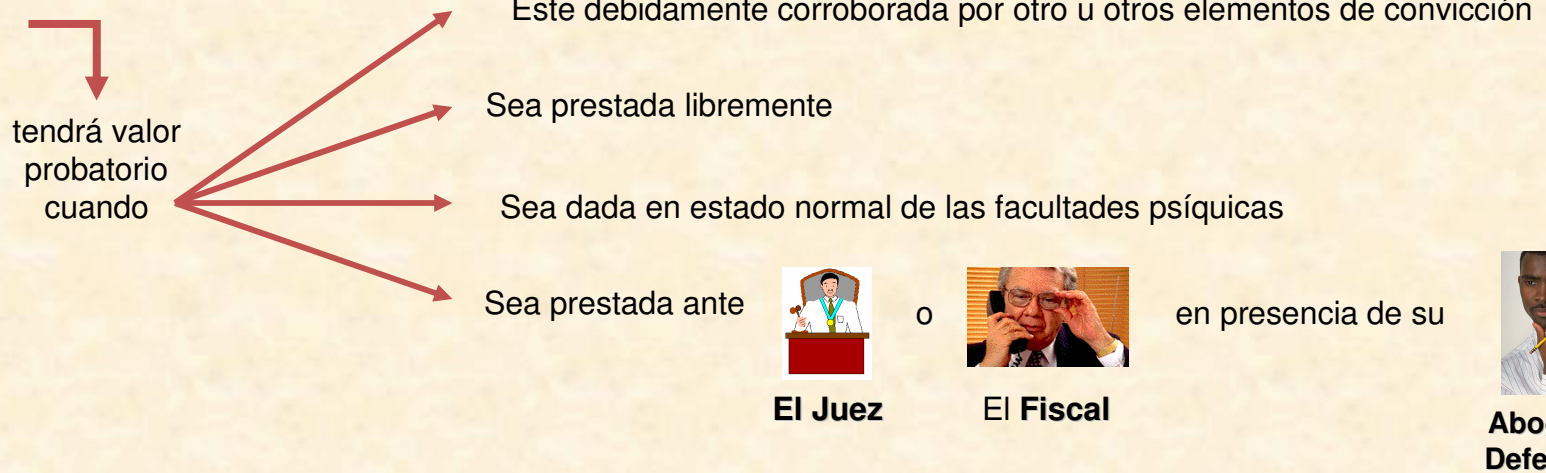 Este debidamente corroborada por otro u otros elementos de convicción
Sea prestada libremente
tendrá valor
probatorio
cuando
Sea dada en estado normal de las facultades psíquicas
Sea prestada ante
o
en presencia de su
El Juez
El Fiscal